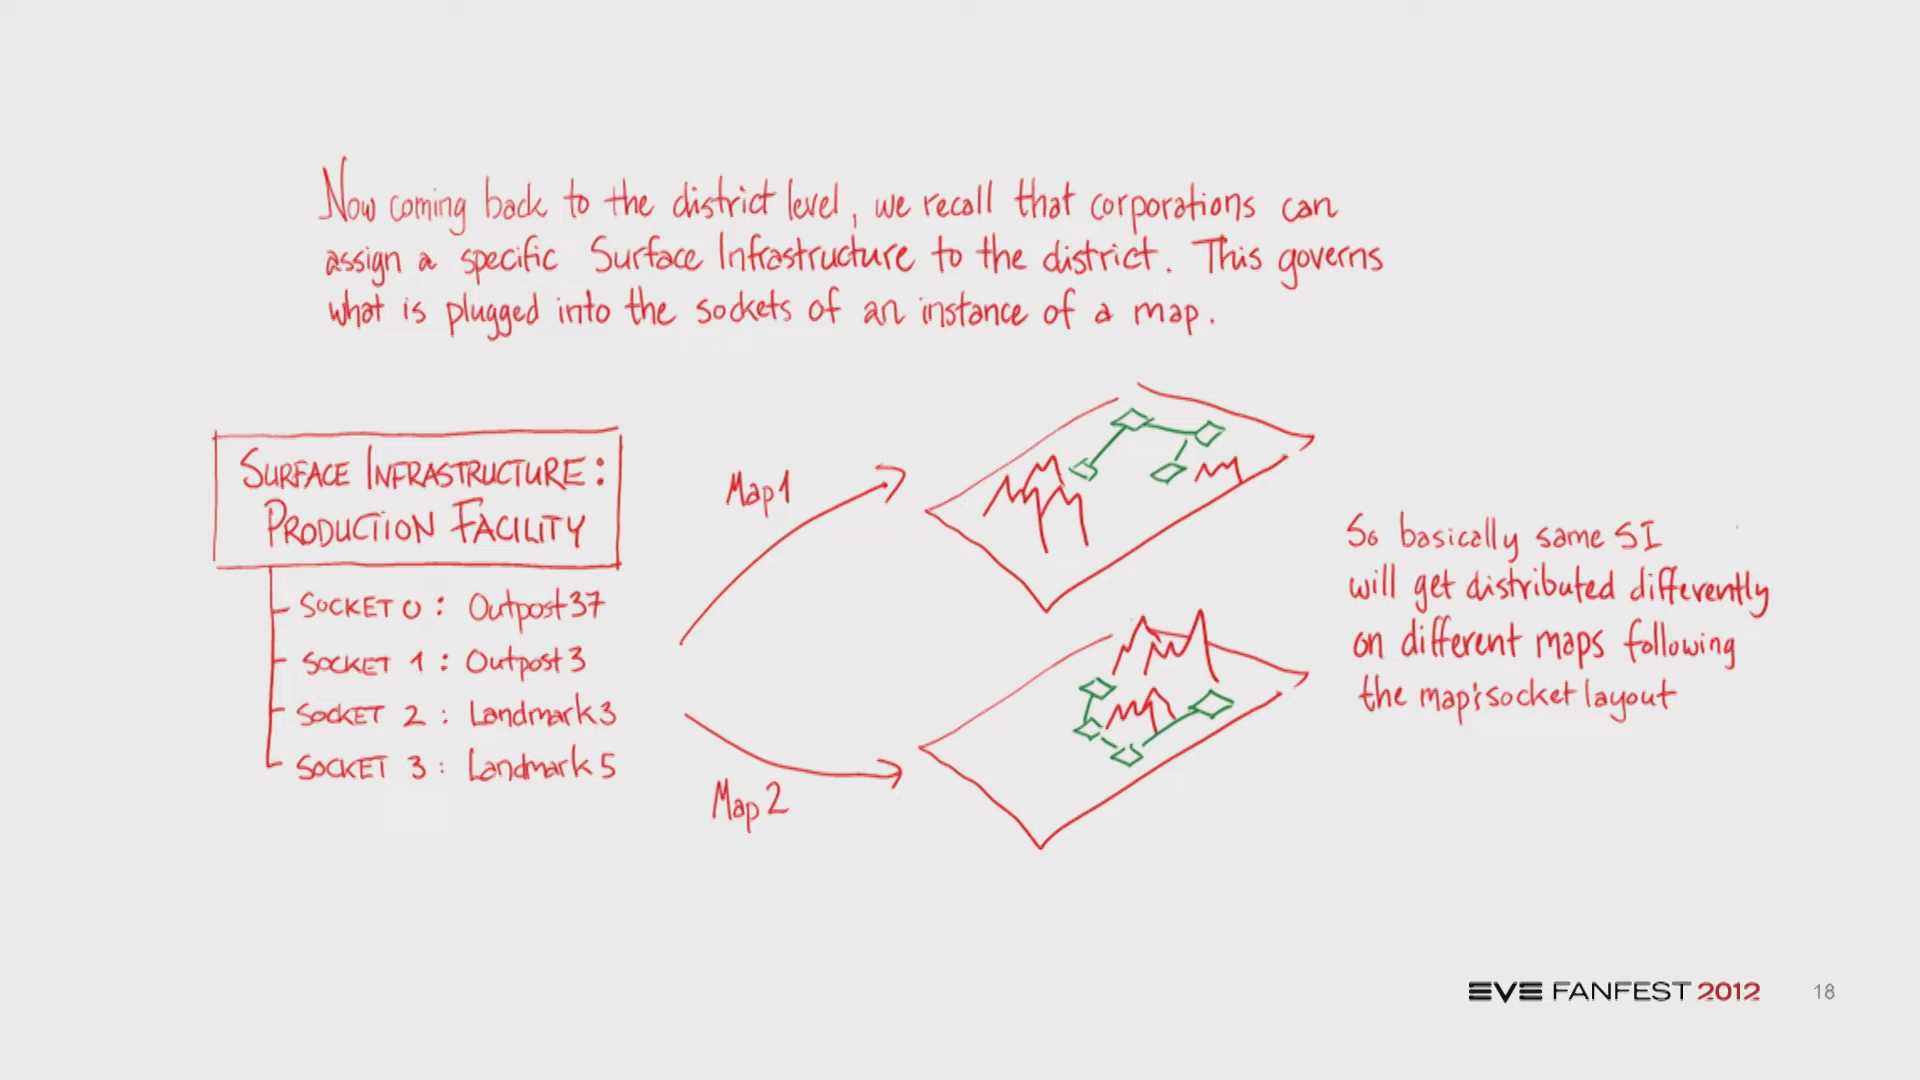 Now coming back to the district level, we recall that corporations can
assign a specific Surface Infrastructure to the district. This governs
what is plugged into the sockets of an instance of a map.
SURFACE INFRASTRUCTURE:
PRODUCTION FACILITY
SOCKET 0: Outpost37
SOCKET 1: Outpost3
SOCKET 2: Landmark3
SOCKET 3: Landmark5
Map1
Map2
So basically same SI
will get distributed differently
on different maps following
the map's socket layout
EVE FANFEST 2012 18